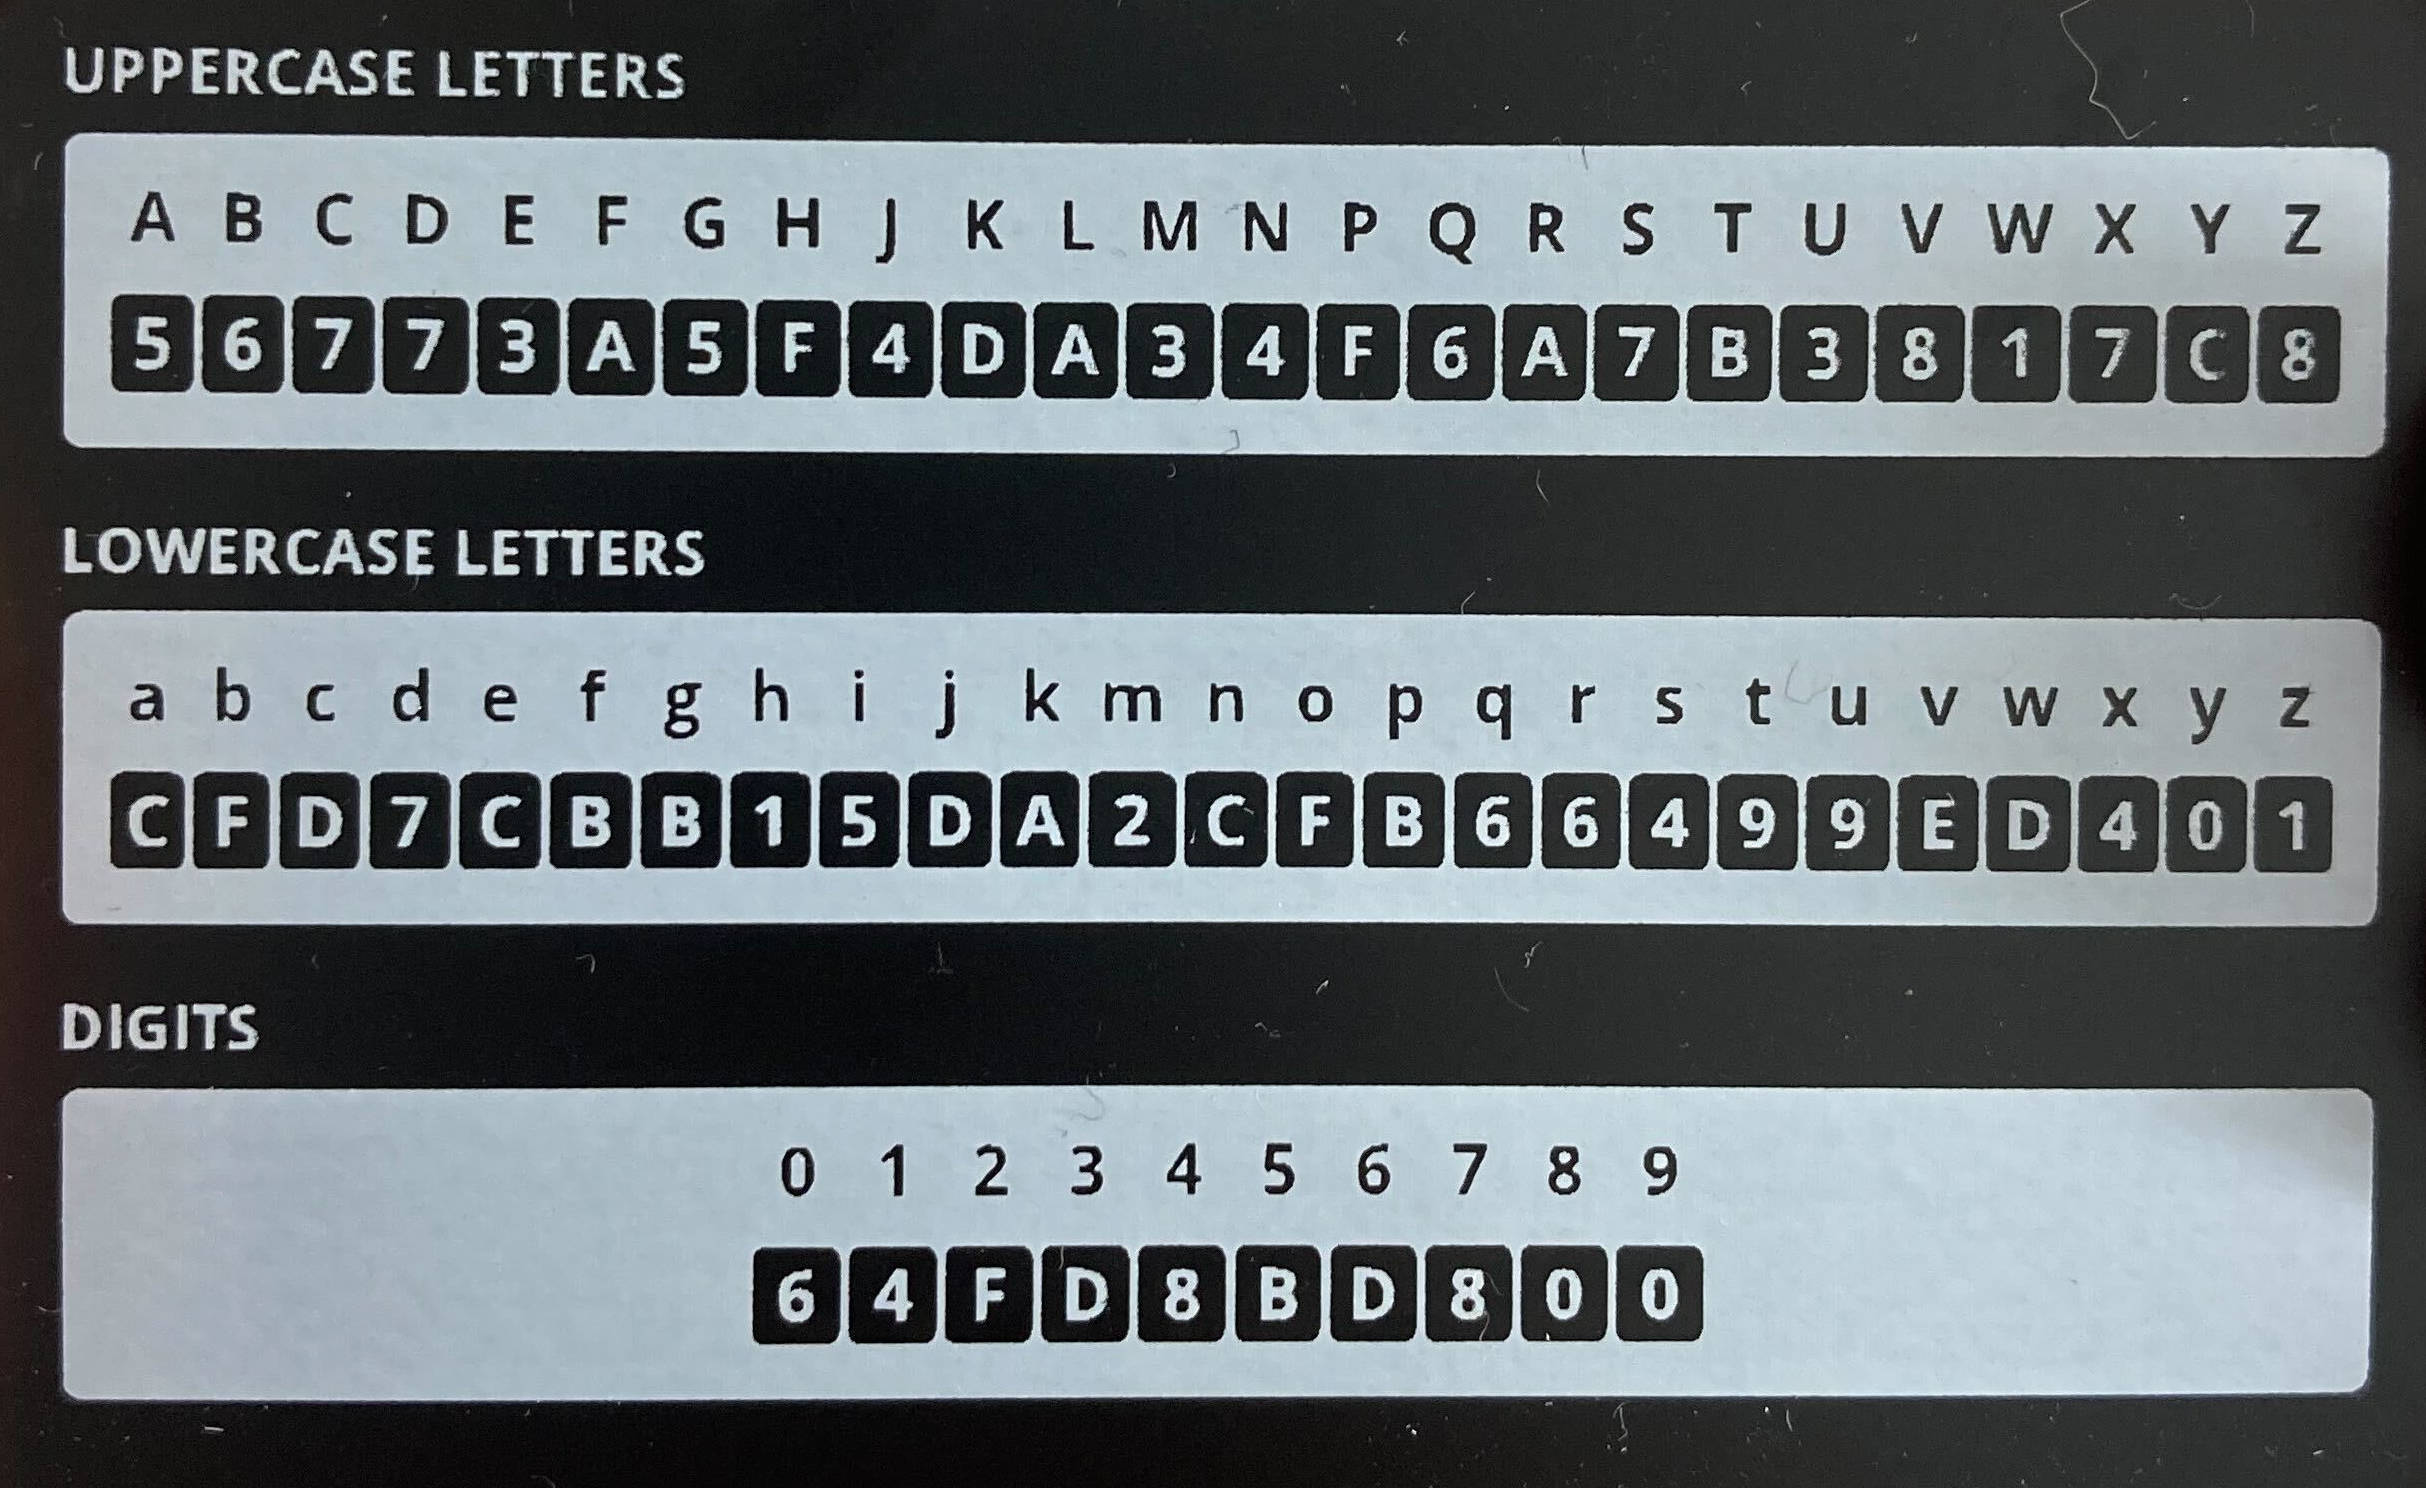 UPPERCASE LETTERS
A B C D E F G H J K L M N P Q R S T U V W X Y Z
5 6 7 7 3 A 5 F 4 D A 3 4 F 6 A 7 B 3 8 1 7 C 8
LOWERCASE LETTERS
a b c d e f g h i j k m n o p q r s t u v w x y z
C F D 7 C B B 1 5 D A 2 C F B 6 6 4 9 9 E D 4 0 1
DIGITS
0 1 2 3 4 5 6 7 8 9
6 4 F D 8 B D 8 0 0